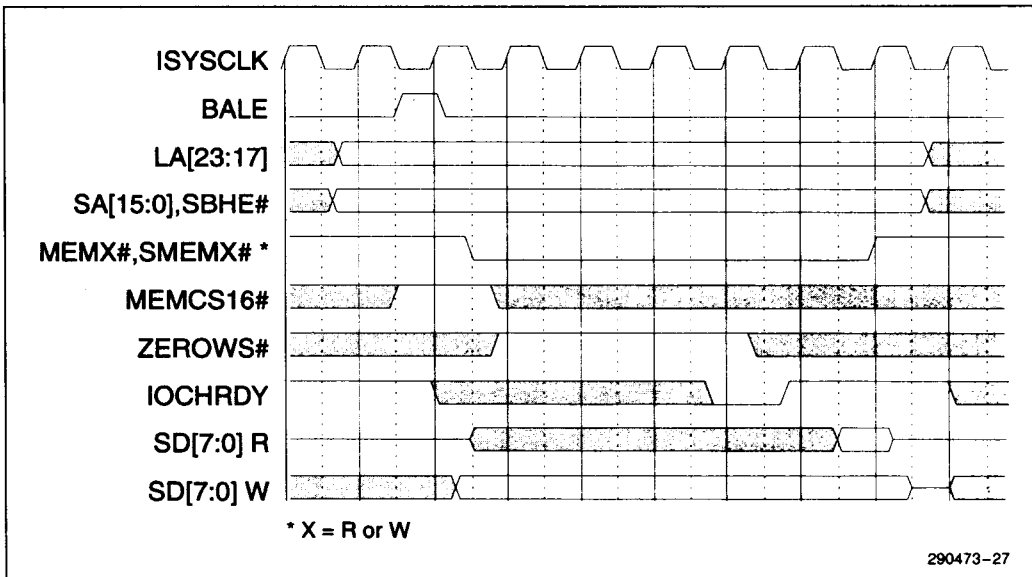 ISYSCLK
BALE
LA[23:17]
SA[15:0],SBHE#
MEMX#,SMEMX# *
MEMCS16#
ZEROWS#
IOCHRDY
SD[7:0] R
SD[7:0] W
* X = R or W
290473-27